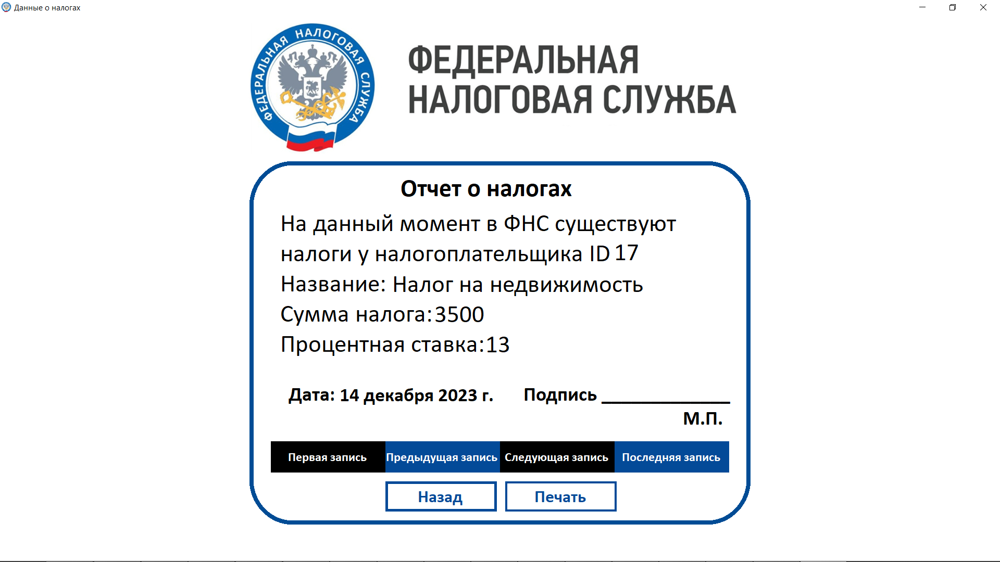 Данные о налогах
ФЕДЕРАЛЬНАЯ НАЛОГОВАЯ СЛУЖБА
ФЕДЕРАЛЬНАЯ
НАЛОГОВАЯ СЛУЖБА
Отчет о налогах
На данный момент в ФНС существуют
налоги у налогоплательщика ID 17
Название: Налог на недвижимость
Сумма налога: 3500
Процентная ставка: 13
Дата: 14 декабря 2023 г. Подпись _____________
М.П.
Первая запись Предыдущая запись Следующая запись Последняя запись
Назад Печать